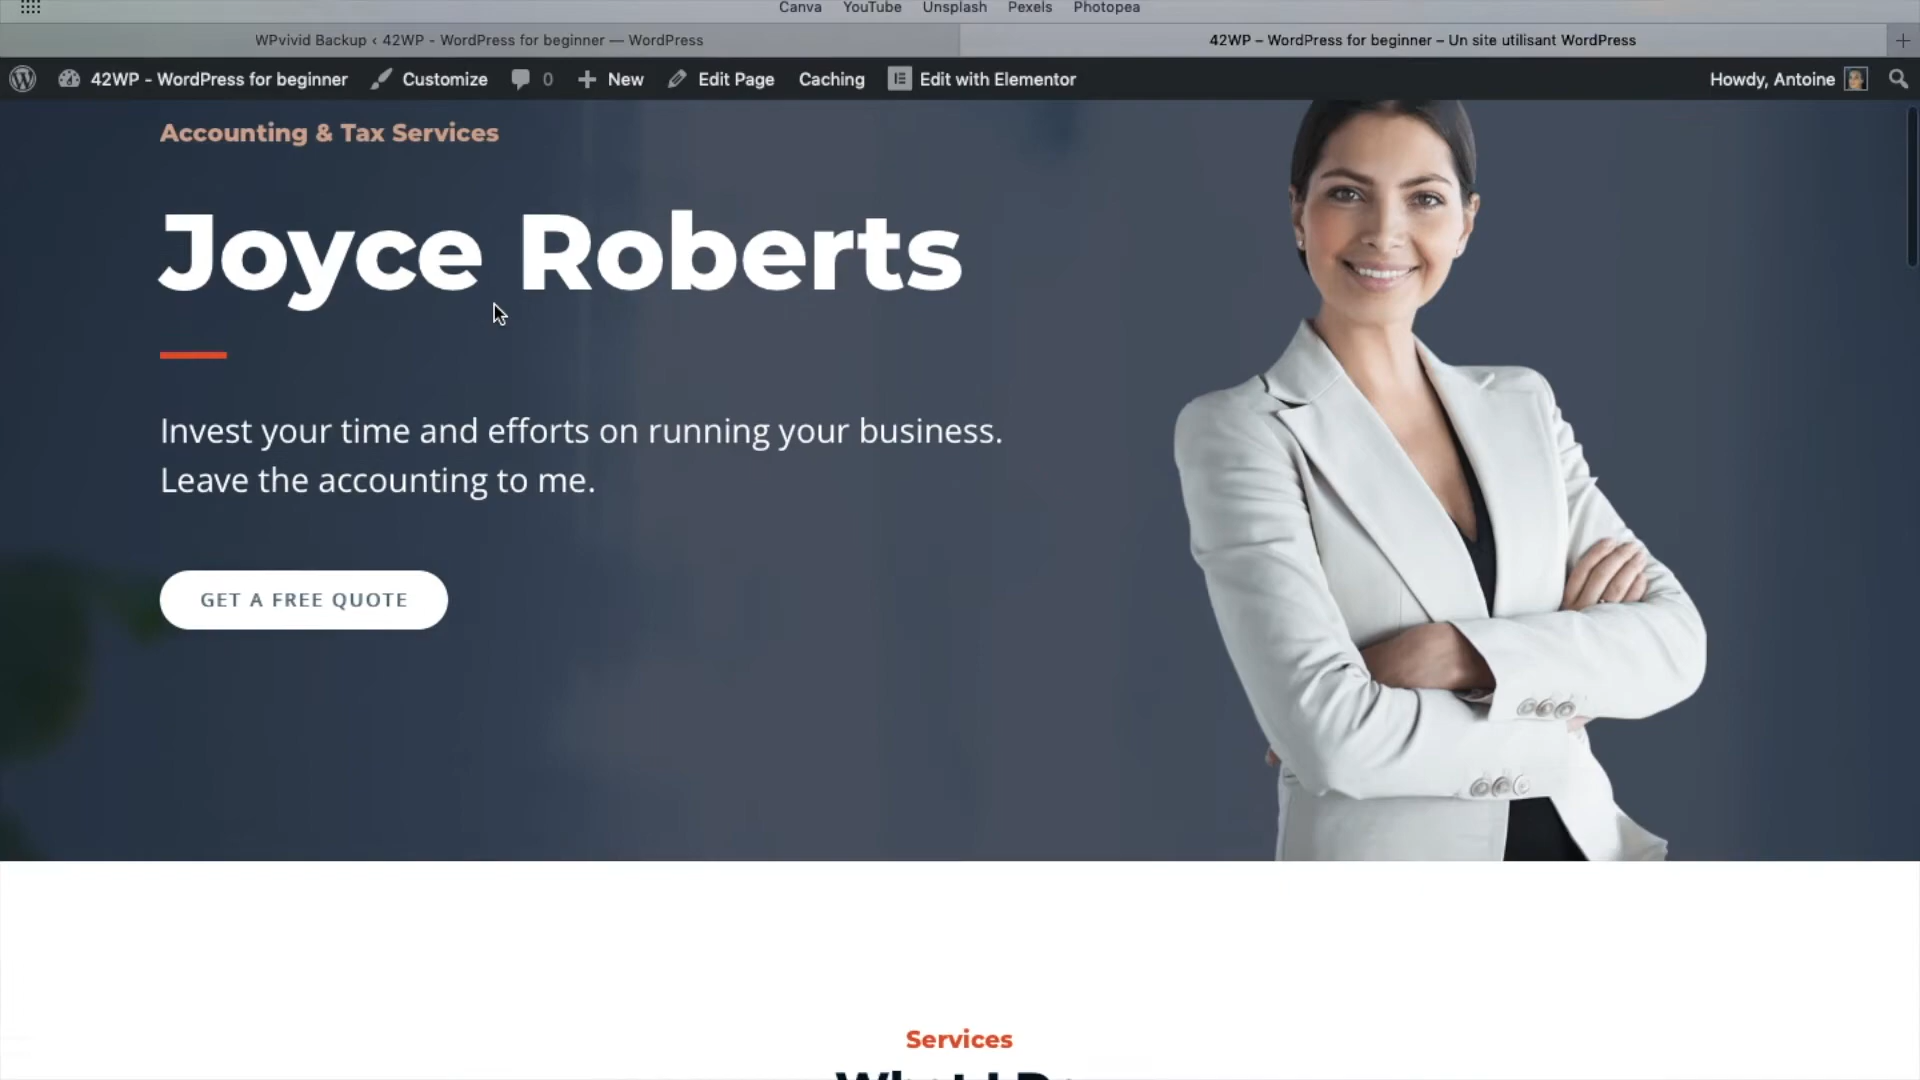 Canva YouTube Unsplash Pexels Photopea
WPvivid Backup ‹ 42WP - WordPress for beginner — WordPress
42WP – WordPress for beginner – Un site utilisant WordPress
42WP - WordPress for beginner Customize 0 New Edit Page Caching Edit with Elementor Howdy, Antoine
Accounting & Tax Services
Joyce Roberts
Invest your time and efforts on running your business.
Leave the accounting to me.
GET A FREE QUOTE
Services
What I Do